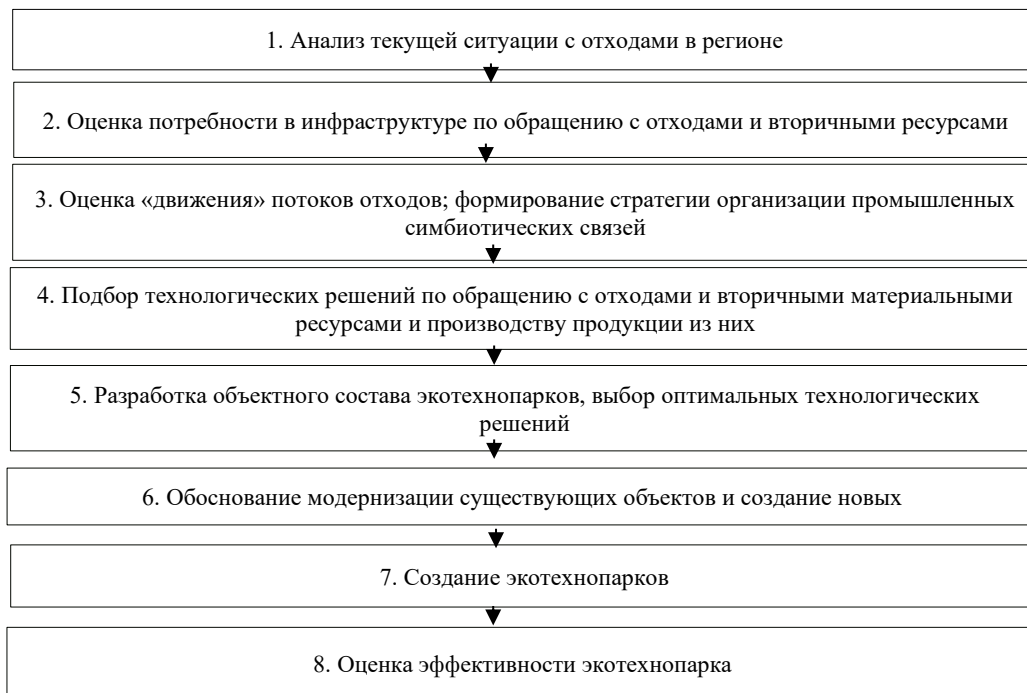 1. Анализ текущей ситуации с отходами в регионе
2. Оценка потребности в инфраструктуре по обращению с отходами и вторичными ресурсами
3. Оценка «движения» потоков отходов; формирование стратегии организации промышленных
симбиотических связей
4. Подбор технологических решений по обращению с отходами и вторичными материальными
ресурсами и производству продукции из них
5. Разработка объектного состава экотехнопарков, выбор оптимальных технологических
решений
6. Обоснование модернизации существующих объектов и создание новых
7. Создание экотехнопарков
8. Оценка эффективности экотехнопарка